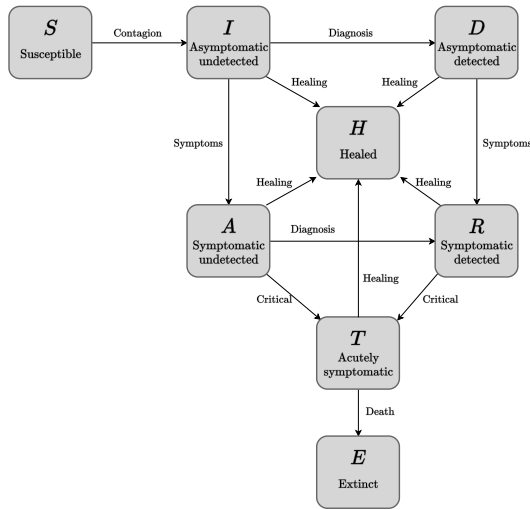 S
Susceptible
Contagion
I
Asymptomatic
undetected
Diagnosis
D
Asymptomatic
detected
Healing
Healing
H
Healed
Symptoms
Symptoms
Healing
Healing
A
Symptomatic
undetected
Diagnosis
R
Symptomatic
detected
Healing
Critical
Critical
T
Acutely
symptomatic
Death
E
Extinct